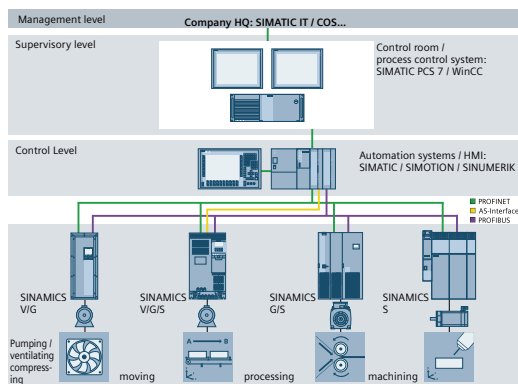 Management level
Company HQ: SIMATIC IT / COS...
Supervisory level
Control room /
process control system:
SIMATIC PCS 7 / WinCC
Control Level
Automation systems / HMI:
SIMATIC / SIMOTION / SINUMERIK
PROFINET
AS-Interface
PROFIBUS
SINAMICS
V/G
SINAMICS
V/G/S
SINAMICS
G/S
SINAMICS
S
A B
Pumping /
ventilating
compress-
ing
moving
processing
machining